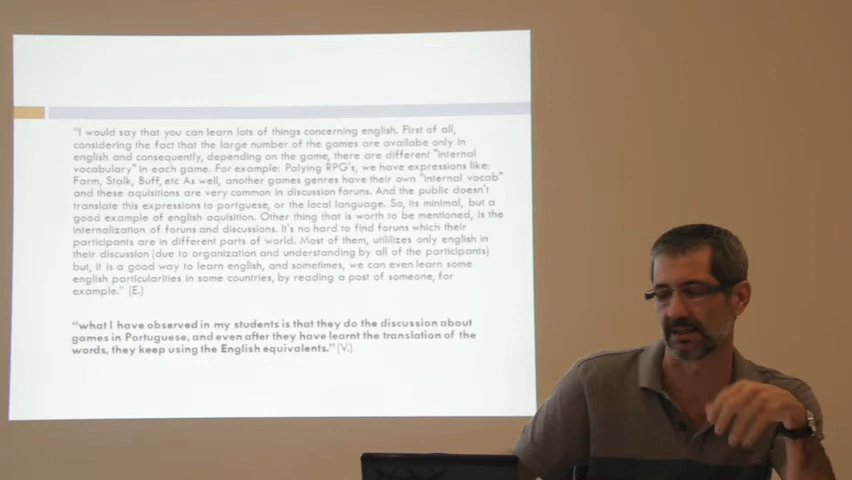 "I would say that you can learn lots of things concerning english. First of all,
considering the fact that the large number of the games are availabe only in
english and consequently, depending on the game, there are different "internal
vocabulary" in each game. For example: Palying RPG's, we have expressions like:
Farm, Stalk, Buff, etc As well, another games genres have their own "internal vocab"
and these aquisitions are very common in discussion foruns. And the public doesn't
translate this expressions to portguese, or the local language. So, its minimal, but a
good example of english aquisition. Other thing that is worth to be mentioned, is the
internalization of foruns and discussions. It's no hard to find foruns which their
participants are in different parts of world. Most of them, utililizes only english in
their discussion (due to organization and understanding by all of the participants)
but, it is a good way to learn english, and sometimes, we can even learn some
english particularities in some countries, by reading a post of someone, for
example." (E.)
"what I have observed in my students is that they do the discussion about
games in Portuguese, and even after they have learnt the translation of the
words, they keep using the English equivalents." (V.)